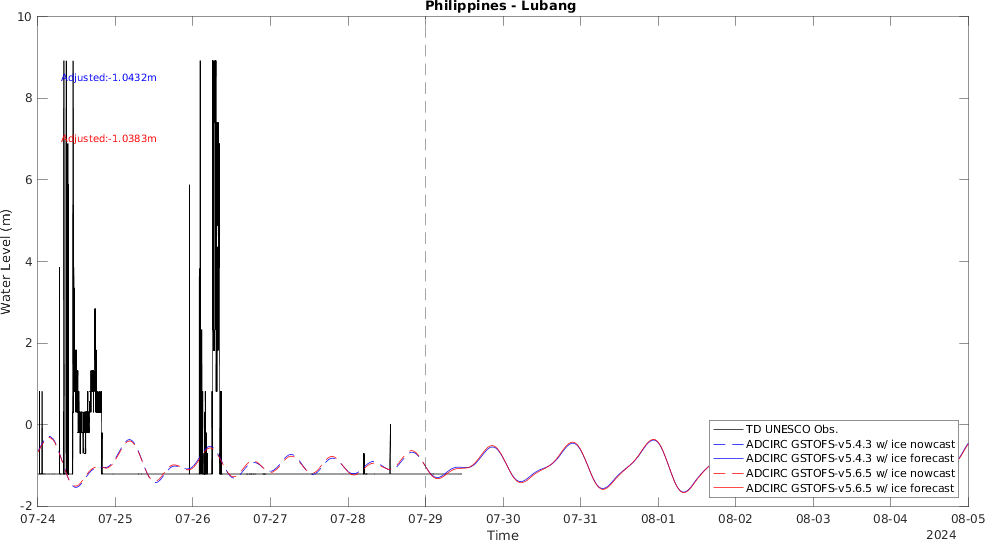 Philippines - Lubang
10
8
6
4
2
0
-2
Water Level (m)
Adjusted:-1.0432m
Adjusted:-1.0383m
TD UNESCO Obs.
ADCIRC GSTOFS-v5.4.3 w/ ice nowcast
ADCIRC GSTOFS-v5.4.3 w/ ice forecast
ADCIRC GSTOFS-v5.6.5 w/ ice nowcast
ADCIRC GSTOFS-v5.6.5 w/ ice forecast
07-24 07-25 07-26 07-27 07-28 07-29 07-30 07-31 08-01 08-02 08-03 08-04 08-05
Time
2024